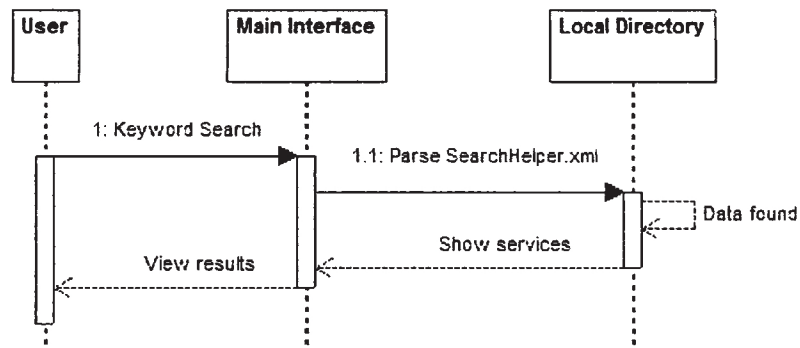 User
Main Interface
Local Directory
1: Keyword Search
1.1: Parse SearchHelper.xml
Data found
Show services
View results